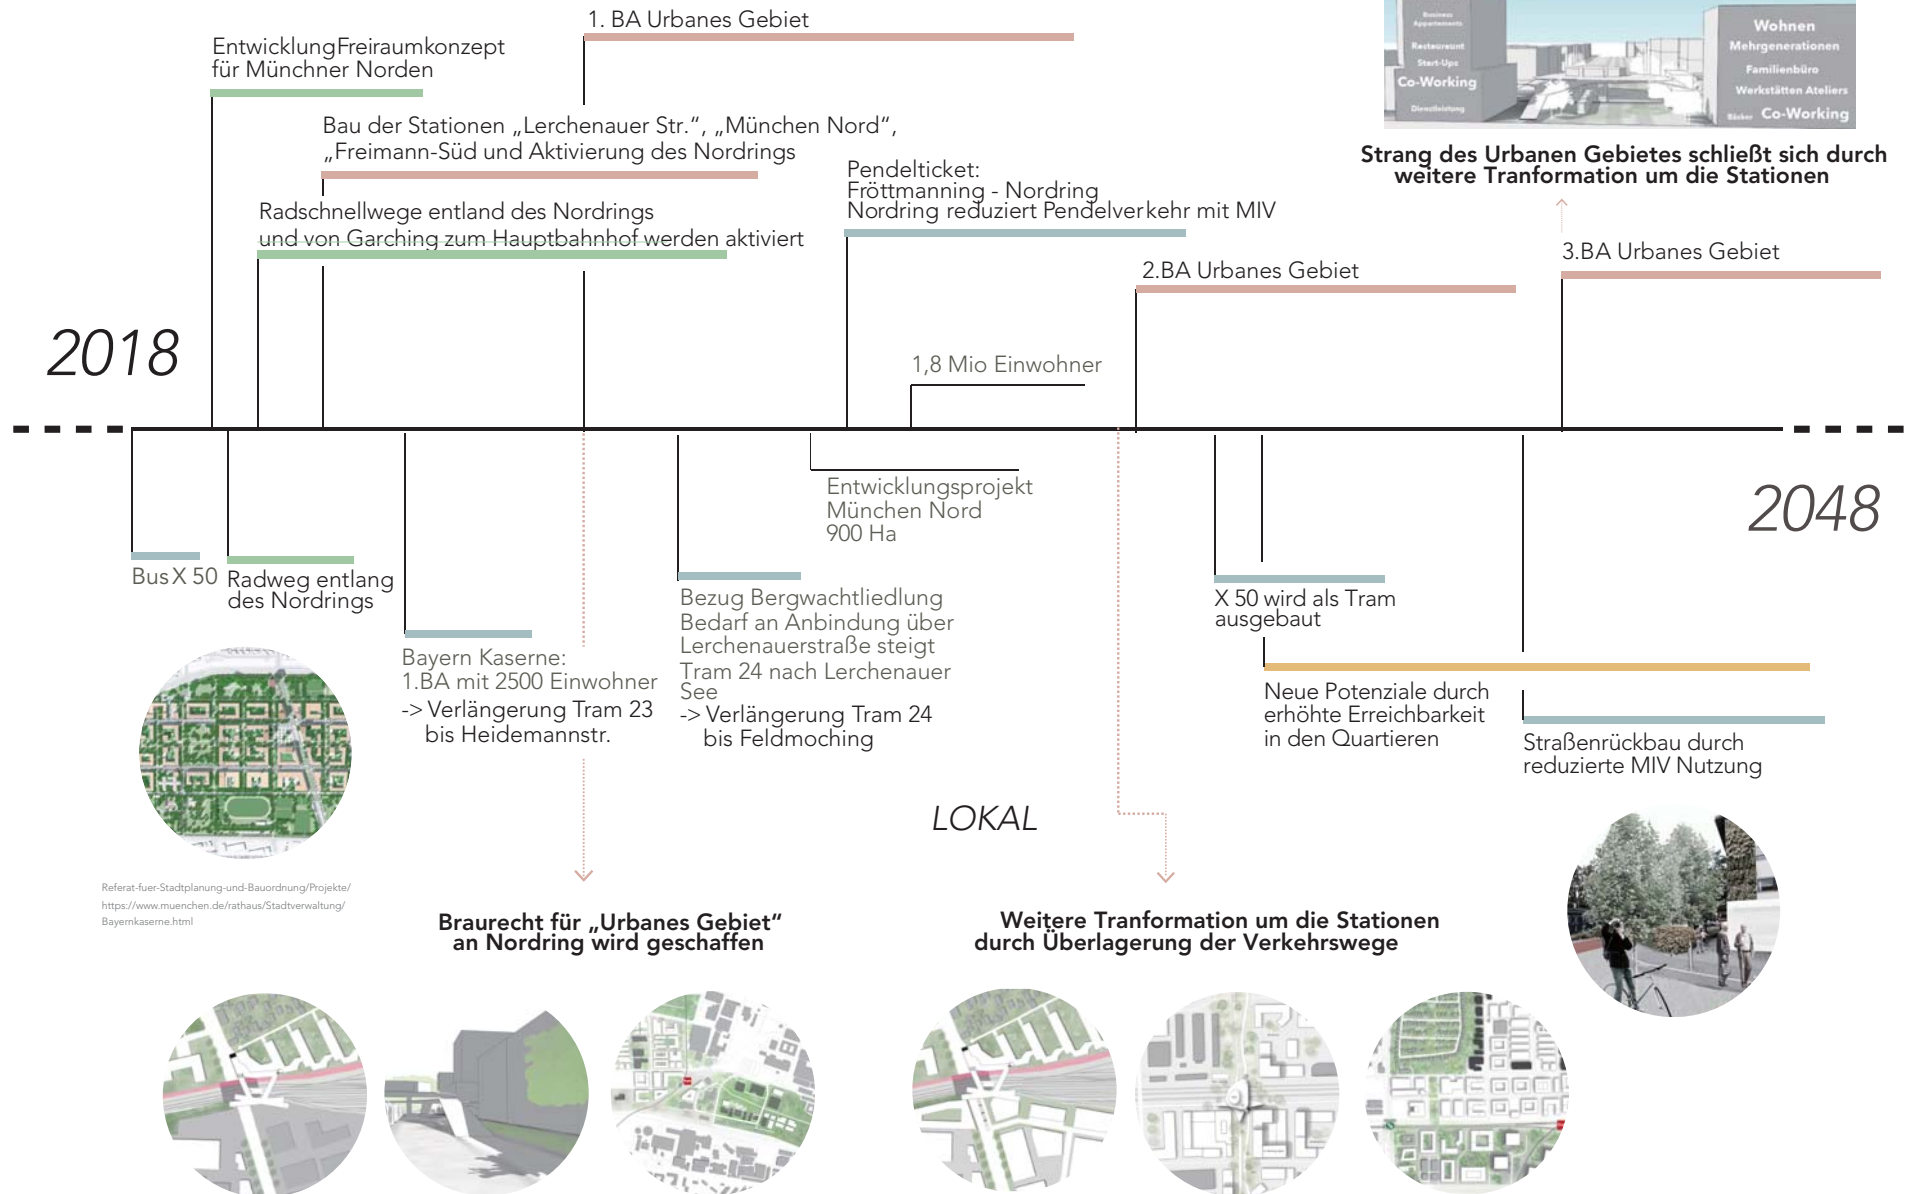 1. BA Urbanes Gebiet
EntwicklungFreiraumkonzept
für Münchner Norden
Bau der Stationen „Lerchenauer Str.“, „München Nord“,
„Freimann-Süd und Aktivierung des Nordrings
Radschnellwege entland des Nordrings
und von Garching zum Hauptbahnhof werden aktiviert
Pendelticket:
Fröttmanning - Nordring
Nordring reduziert Pendelverkehr mit MIV
Business
Appartements
Restaurant
Start-Ups
Co-Working
Dienstleistung
Wohnen
Mehrgenerationen
Familienbüro
Werkstätten Ateliers
Bäcker Co-Working
Strang des Urbanen Gebietes schließt sich durch
weitere Tranformation um die Stationen
2.BA Urbanes Gebiet
3.BA Urbanes Gebiet
2018
1,8 Mio Einwohner
2048
Bus X 50
Radweg entlang
des Nordrings
Bayern Kaserne:
1.BA mit 2500 Einwohner
-> Verlängerung Tram 23
bis Heidemannstr.
Bezug Bergwachtliedlung
Bedarf an Anbindung über
Lerchenauerstraße steigt
Tram 24 nach Lerchenauer
See
-> Verlängerung Tram 24
bis Feldmoching
Entwicklungsprojekt
München Nord
900 Ha
X 50 wird als Tram
ausgebaut
Neue Potenziale durch
erhöhte Erreichbarkeit
in den Quartieren
Straßenrückbau durch
reduzierte MIV Nutzung
LOKAL
Referat-fuer-Stadtplanung-und-Bauordnung/Projekte/
https://www.muenchen.de/rathaus/Stadtverwaltung/
Bayernkaserne.html
Braurecht für „Urbanes Gebiet“
an Nordring wird geschaffen
Weitere Tranformation um die Stationen
durch Überlagerung der Verkehrswege